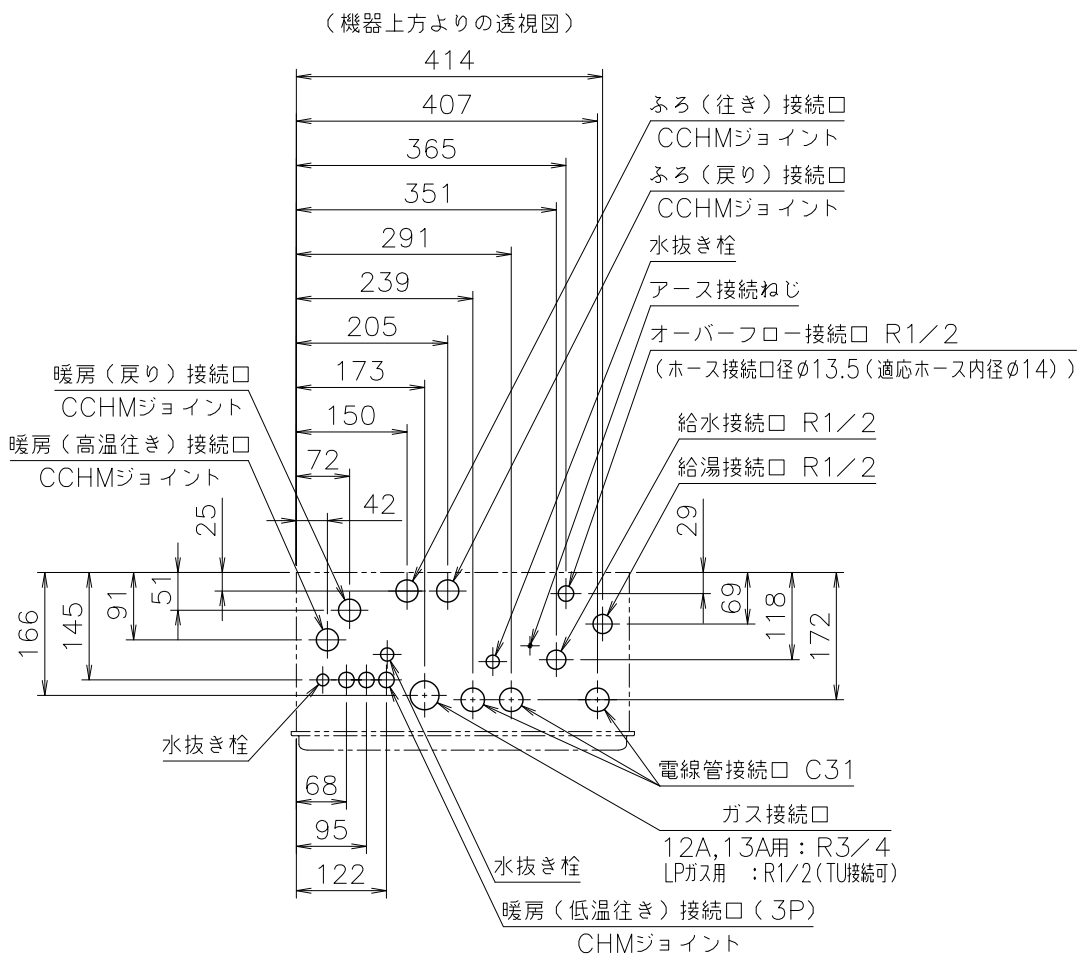 （機器上方よりの透視図）
414
407
365
351
291
239
205
173
150
72
42
ふろ（往き）接続口
CCHMジョイント
ふろ（戻り）接続口
CCHMジョイント
水抜き栓
アース接続ねじ
オーバーフロー接続口 R1／2
（ホース接続口径φ13.5（適応ホース内径φ14））
給水接続口 R1／2
給湯接続口 R1／2
暖房（戻り）接続口
CCHMジョイント
暖房（高温往き）接続口
CCHMジョイント
25
51
91
145
166
29
69
118
172
水抜き栓
68
95
122
電線管接続口 C31
ガス接続口
12A,13A用：R3／4
LPガス用　：R1／2（TU接続可）
水抜き栓
暖房（低温往き）接続口（3P）
CHMジョイント